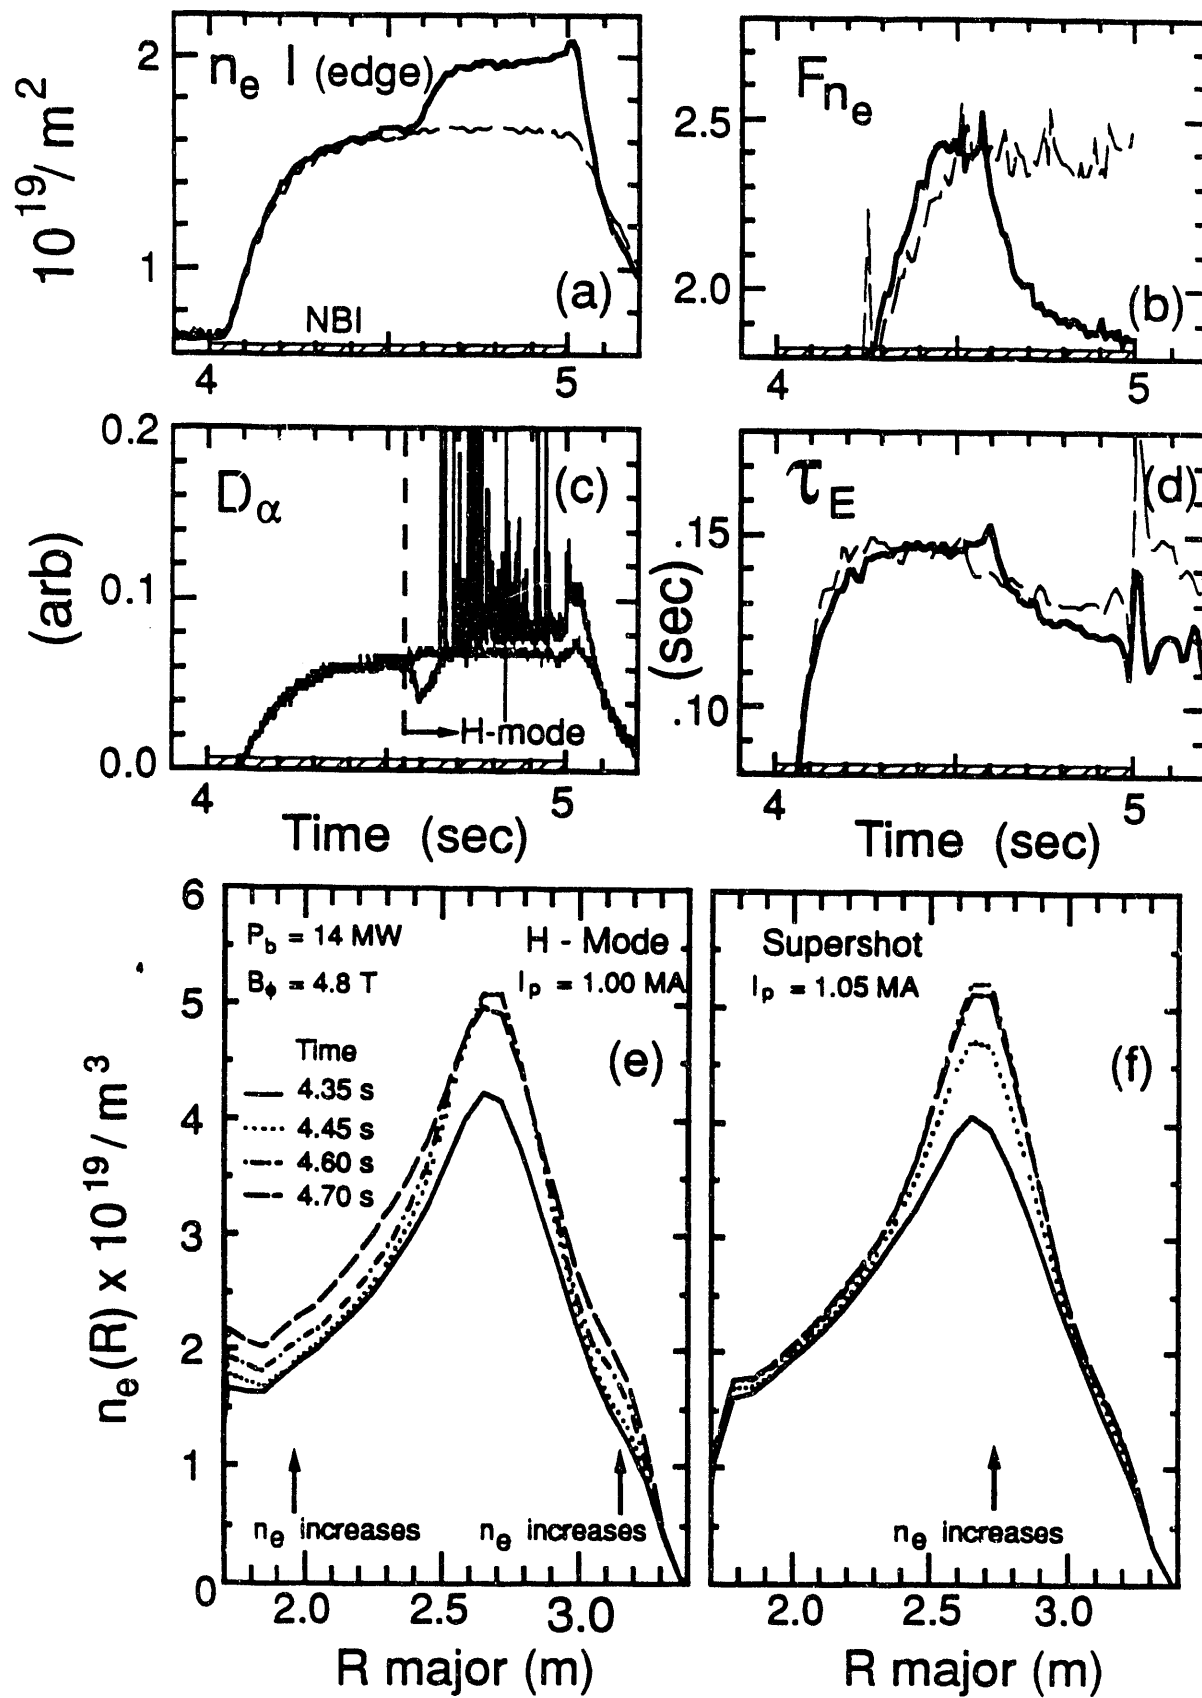 n_e l (edge)
10^19/m^2
2
1
NBI
(a)
4
5
F_n_e
2.5
2.0
(b)
4
5
D_α
(arb)
0.2
0.1
0.0
(c)
H-mode
4
5
Time (sec)
τ_E
(sec)
.15
.10
(d)
4
5
Time (sec)
n_e(R) x 10^19/m^3
6
5
4
3
2
1
0
P_b = 14 MW
B_ϕ = 4.8 T
H - Mode
I_p = 1.00 MA
(e)
Time
4.35 s
4.45 s
4.60 s
4.70 s
n_e increases
n_e increases
2.0
2.5
3.0
R major (m)
Supershot
I_p = 1.05 MA
(f)
n_e increases
2.0
2.5
3.0
R major (m)